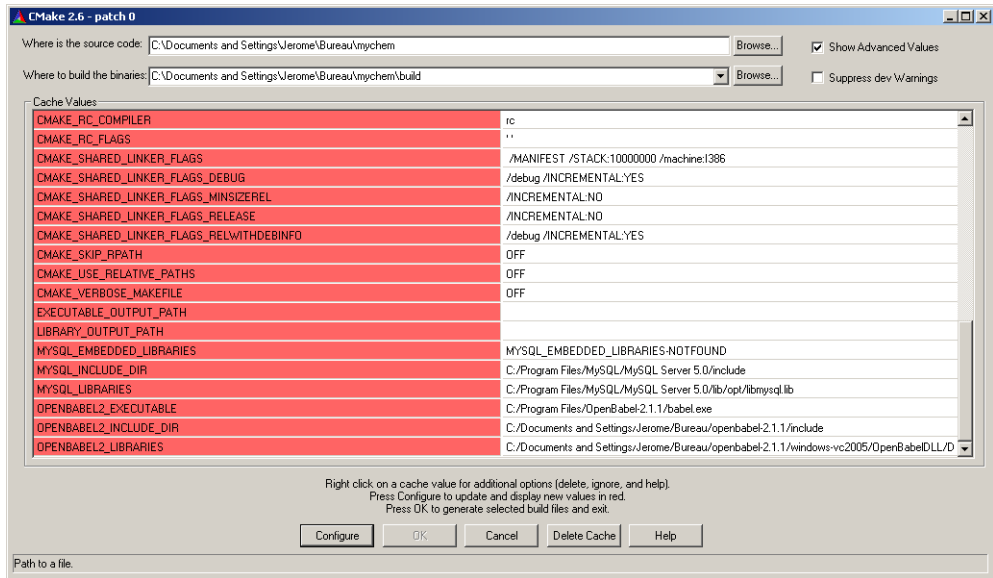 CMake 2.6 - patch 0
Where is the source code: C:\Documents and Settings\Jerome\Bureau\mychem Browse... Show Advanced Values
Where to build the binaries: C:\Documents and Settings\Jerome\Bureau\mychem\build Browse... Suppress dev Warnings
Cache Values
CMAKE_RC_COMPILER rc
CMAKE_RC_FLAGS ' '
CMAKE_SHARED_LINKER_FLAGS /MANIFEST /STACK:10000000 /machine:I386
CMAKE_SHARED_LINKER_FLAGS_DEBUG /debug /INCREMENTAL:YES
CMAKE_SHARED_LINKER_FLAGS_MINSIZEREL /INCREMENTAL:NO
CMAKE_SHARED_LINKER_FLAGS_RELEASE /INCREMENTAL:NO
CMAKE_SHARED_LINKER_FLAGS_RELWITHDEBINFO /debug /INCREMENTAL:YES
CMAKE_SKIP_RPATH OFF
CMAKE_USE_RELATIVE_PATHS OFF
CMAKE_VERBOSE_MAKEFILE OFF
EXECUTABLE_OUTPUT_PATH
LIBRARY_OUTPUT_PATH
MYSQL_EMBEDDED_LIBRARIES MYSQL_EMBEDDED_LIBRARIES-NOTFOUND
MYSQL_INCLUDE_DIR C:/Program Files/MySQL/MySQL Server 5.0/include
MYSQL_LIBRARIES C:/Program Files/MySQL/MySQL Server 5.0/lib/opt/libmysql.lib
OPENBABEL2_EXECUTABLE C:/Program Files/OpenBabel-2.1.1/babel.exe
OPENBABEL2_INCLUDE_DIR C:/Documents and Settings/Jerome/Bureau/openbabel-2.1.1/include
OPENBABEL2_LIBRARIES C:/Documents and Settings/Jerome/Bureau/openbabel-2.1.1/windows-vc2005/OpenBabelDLL/D
Right click on a cache value for additional options (delete, ignore, and help).
Press Configure to update and display new values in red.
Press OK to generate selected build files and exit.
Configure OK Cancel Delete Cache Help
Path to a file.